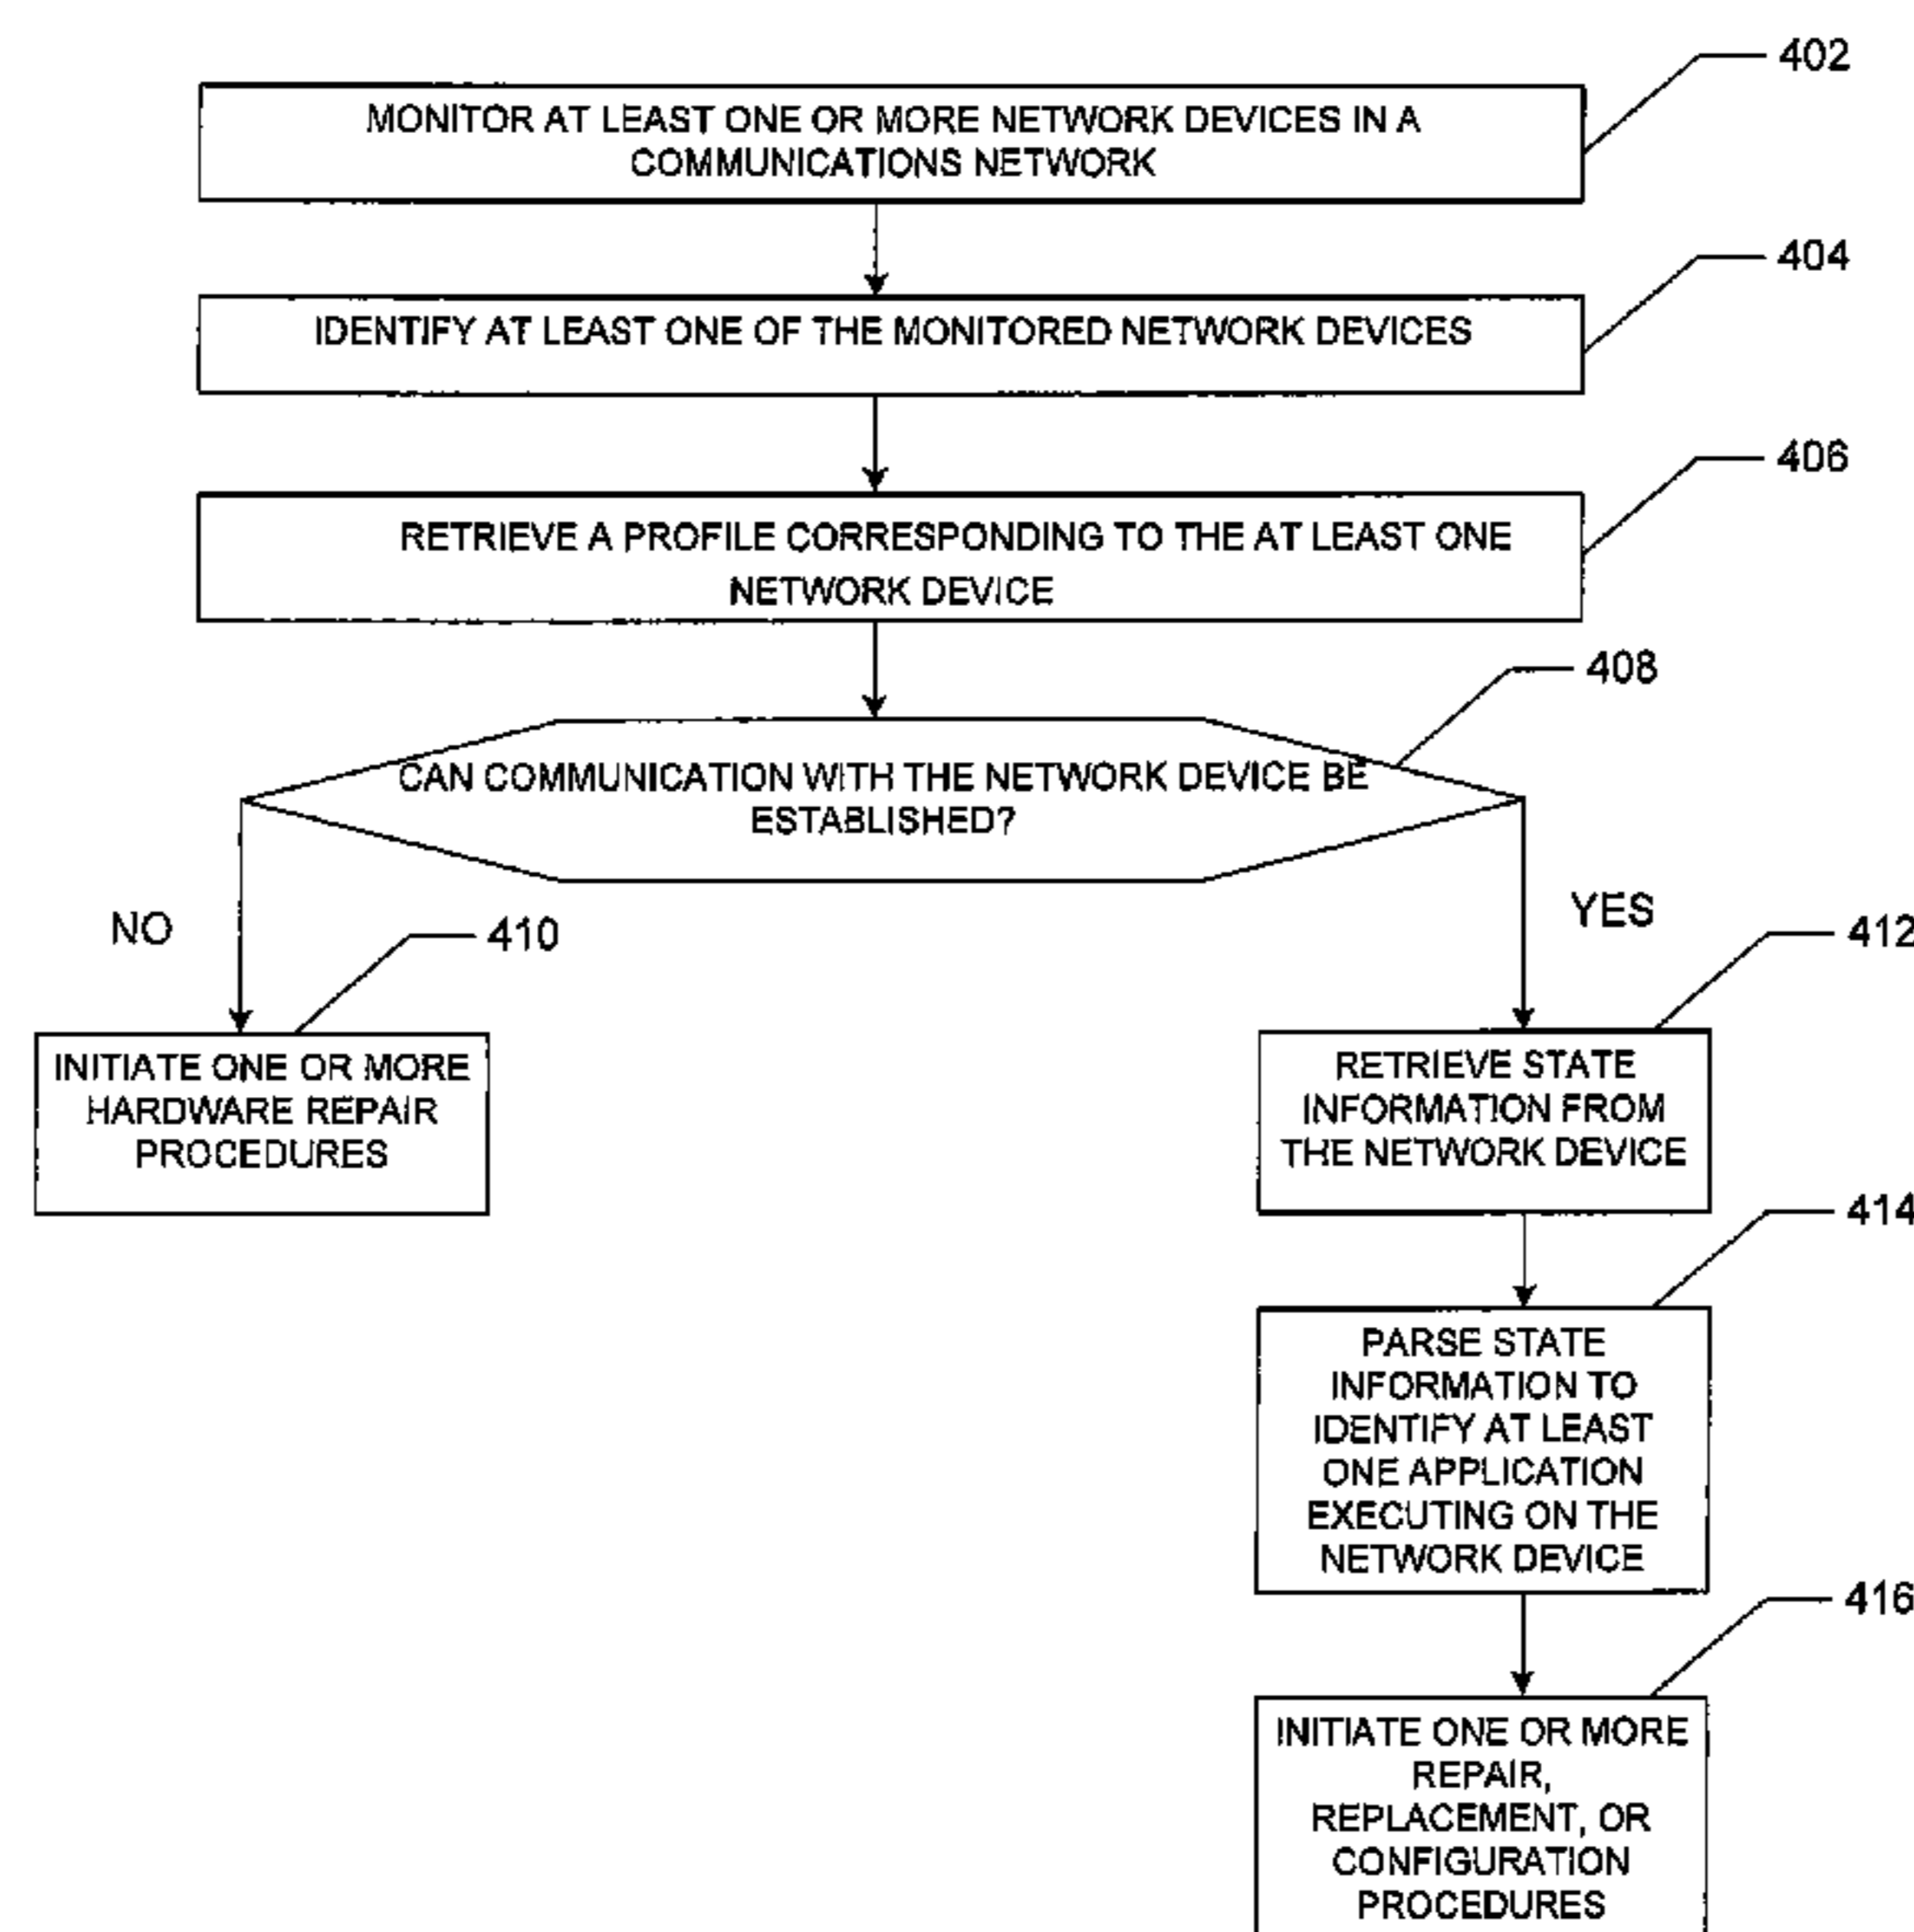 402
MONITOR AT LEAST ONE OR MORE NETWORK DEVICES IN A
COMMUNICATIONS NETWORK
404
IDENTIFY AT LEAST ONE OF THE MONITORED NETWORK DEVICES
406
RETRIEVE A PROFILE CORRESPONDING TO THE AT LEAST ONE
NETWORK DEVICE
408
CAN COMMUNICATION WITH THE NETWORK DEVICE BE
ESTABLISHED?
NO
410
INITIATE ONE OR MORE
HARDWARE REPAIR
PROCEDURES
YES
412
RETRIEVE STATE
INFORMATION FROM
THE NETWORK DEVICE
414
PARSE STATE
INFORMATION TO
IDENTIFY AT LEAST
ONE APPLICATION
EXECUTING ON THE
NETWORK DEVICE
416
INITIATE ONE OR MORE
REPAIR,
REPLACEMENT, OR
CONFIGURATION
PROCEDURES